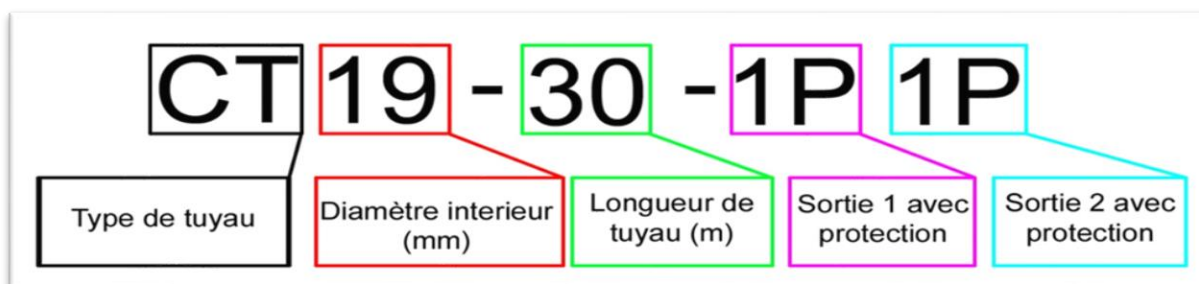 CT 19 - 30 - 1P 1P
Type de tuyau
Diamètre interieur
(mm)
Longueur de
tuyau (m)
Sortie 1 avec
protection
Sortie 2 avec
protection